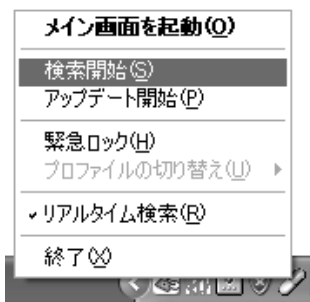 メイン画面を起動(O)
検索開始(S)
アップデート開始(P)
緊急ロック(H)
プロファイルの切り替え(U)
リアルタイム検索(R)
終了(X)